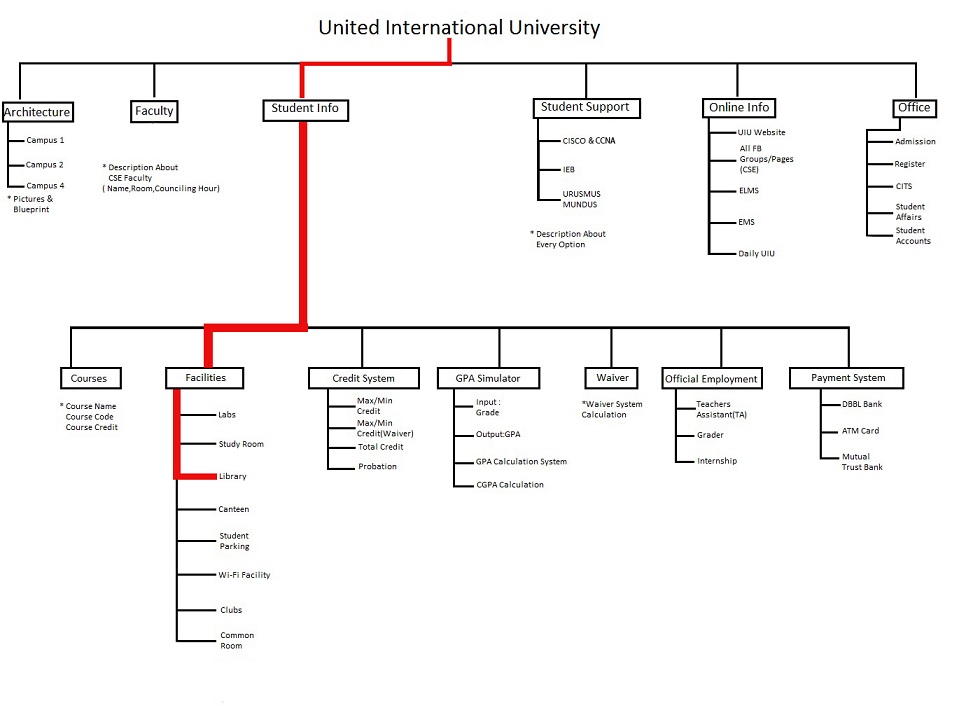 United International University
Architecture
Campus 1
Campus 2
Campus 4
* Pictures &
Blueprint
Faculty
* Description About
CSE Faculty
( Name,Room,Counciling Hour)
Student Info
Student Support
CISCO & CCNA
IEB
URUSMUS
MUNDUS
* Description About
Every Option
Online Info
UIU Website
All FB
Groups/Pages
(CSE)
ELMS
EMS
Daily UIU
Office
Admission
Register
CITS
Student
Affairs
Student
Accounts
Courses
* Course Name
Course Code
Course Credit
Facilities
Labs
Study Room
Library
Canteen
Student
Parking
Wi-Fi Facility
Clubs
Common
Room
Credit System
Max/Min
Credit
Max/Min
Credit(Waiver)
Total Credit
Probation
GPA Simulator
Input :
Grade
Output:GPA
GPA Calculation System
CGPA Calculation
Waiver
*Waiver System
Calculation
Official Employment
Teachers
Assistant(TA)
Grader
Internship
Payment System
DBBL Bank
ATM Card
Mutual
Trust Bank